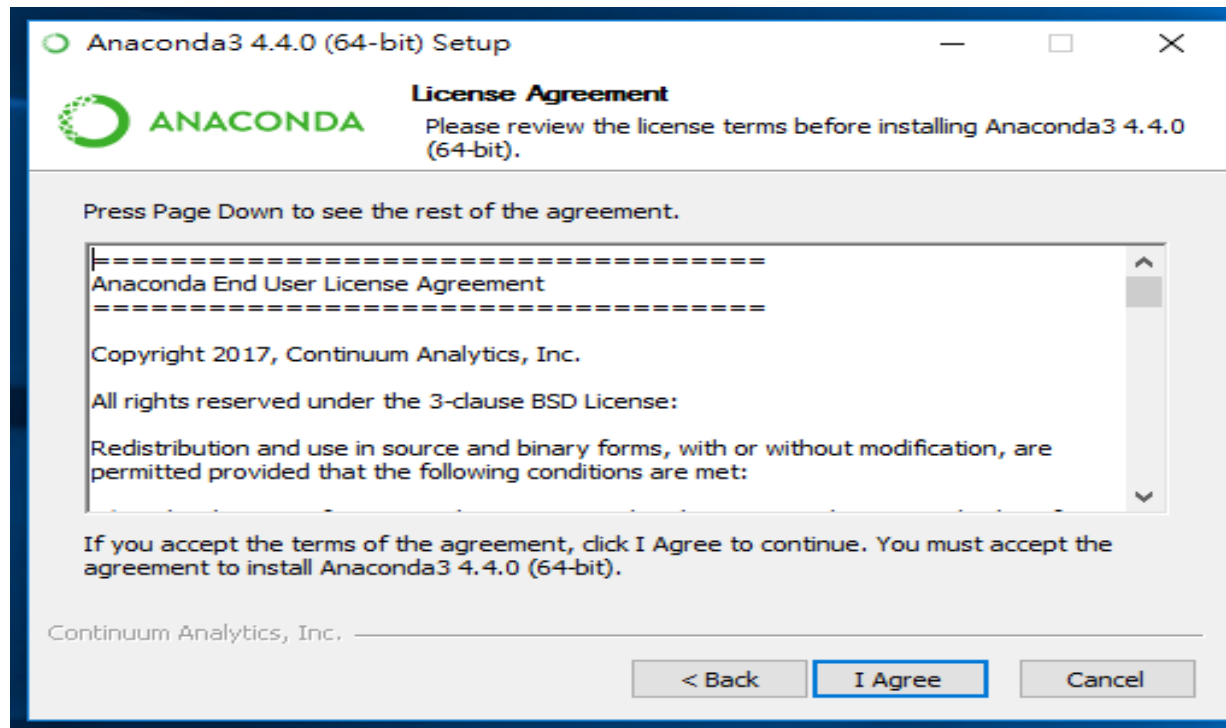 Anaconda3 4.4.0 (64-bit) Setup
ANACONDA
License Agreement
Please review the license terms before installing Anaconda3 4.4.0
(64-bit).
Press Page Down to see the rest of the agreement.
===================================
Anaconda End User License Agreement
===================================
Copyright 2017, Continuum Analytics, Inc.
All rights reserved under the 3-clause BSD License:
Redistribution and use in source and binary forms, with or without modification, are
permitted provided that the following conditions are met:
If you accept the terms of the agreement, click I Agree to continue. You must accept the
agreement to install Anaconda3 4.4.0 (64-bit).
Continuum Analytics, Inc.
< Back
I Agree
Cancel